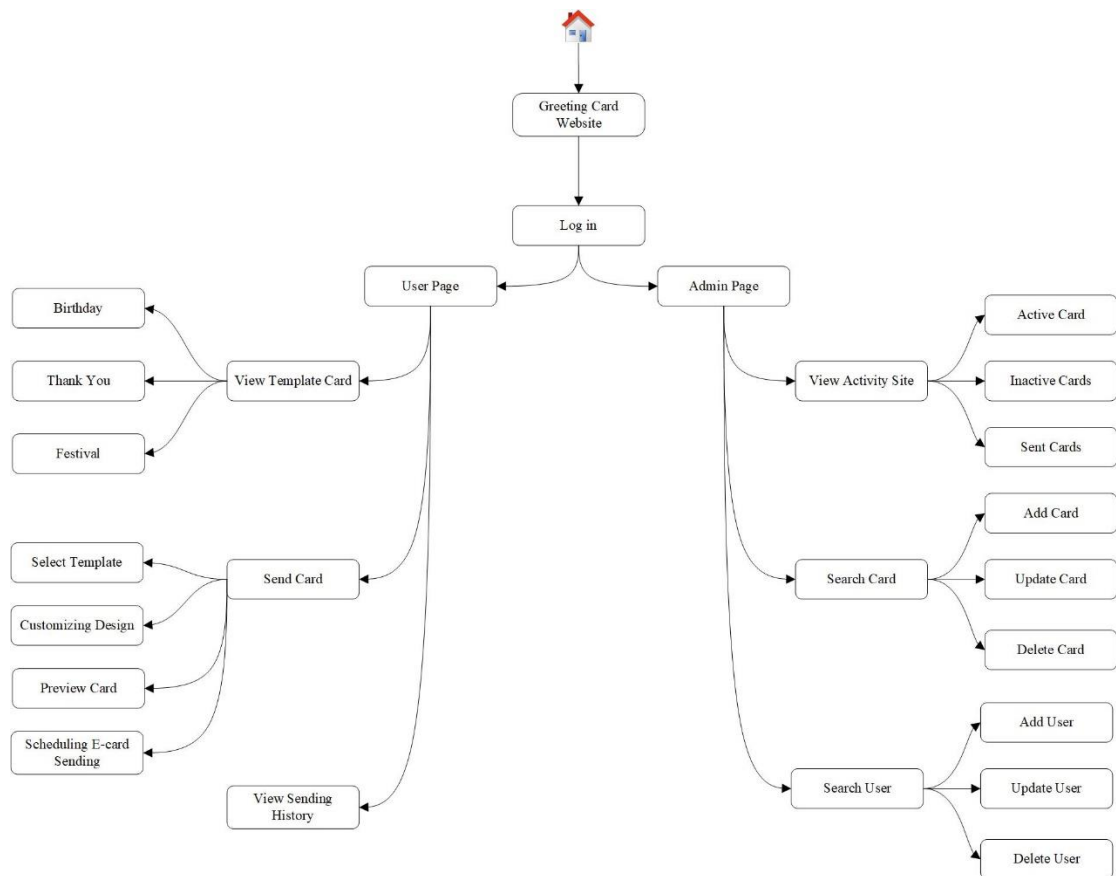 Greeting Card
Website
Log in
User Page
Admin Page
Birthday
Thank You
Festival
View Template Card
Select Template
Customizing Design
Preview Card
Scheduling E-card
Sending
Send Card
View Sending
History
View Activity Site
Active Card
Inactive Cards
Sent Cards
Search Card
Add Card
Update Card
Delete Card
Search User
Add User
Update User
Delete User